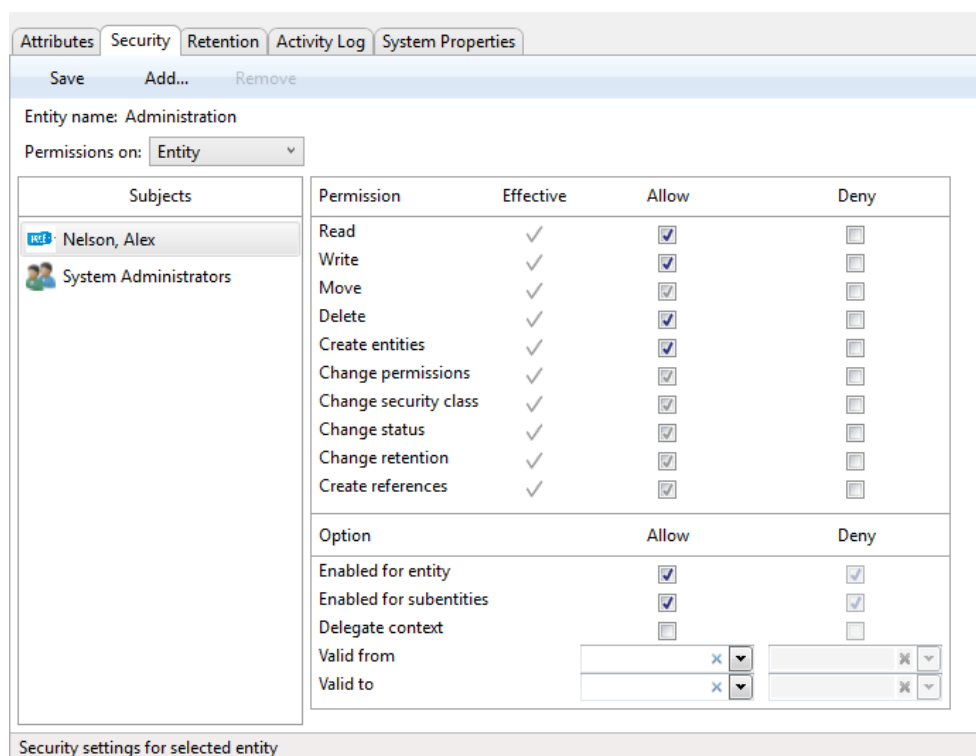 Attributes Security Retention Activity Log System Properties
Save Add... Remove
Entity name: Administration
Permissions on: Entity
Subjects
Nelson, Alex
System Administrators
Permission Effective Allow Deny
Read
Write
Move
Delete
Create entities
Change permissions
Change security class
Change status
Change retention
Create references
Option Allow Deny
Enabled for entity
Enabled for subentities
Delegate context
Valid from
Valid to
Security settings for selected entity